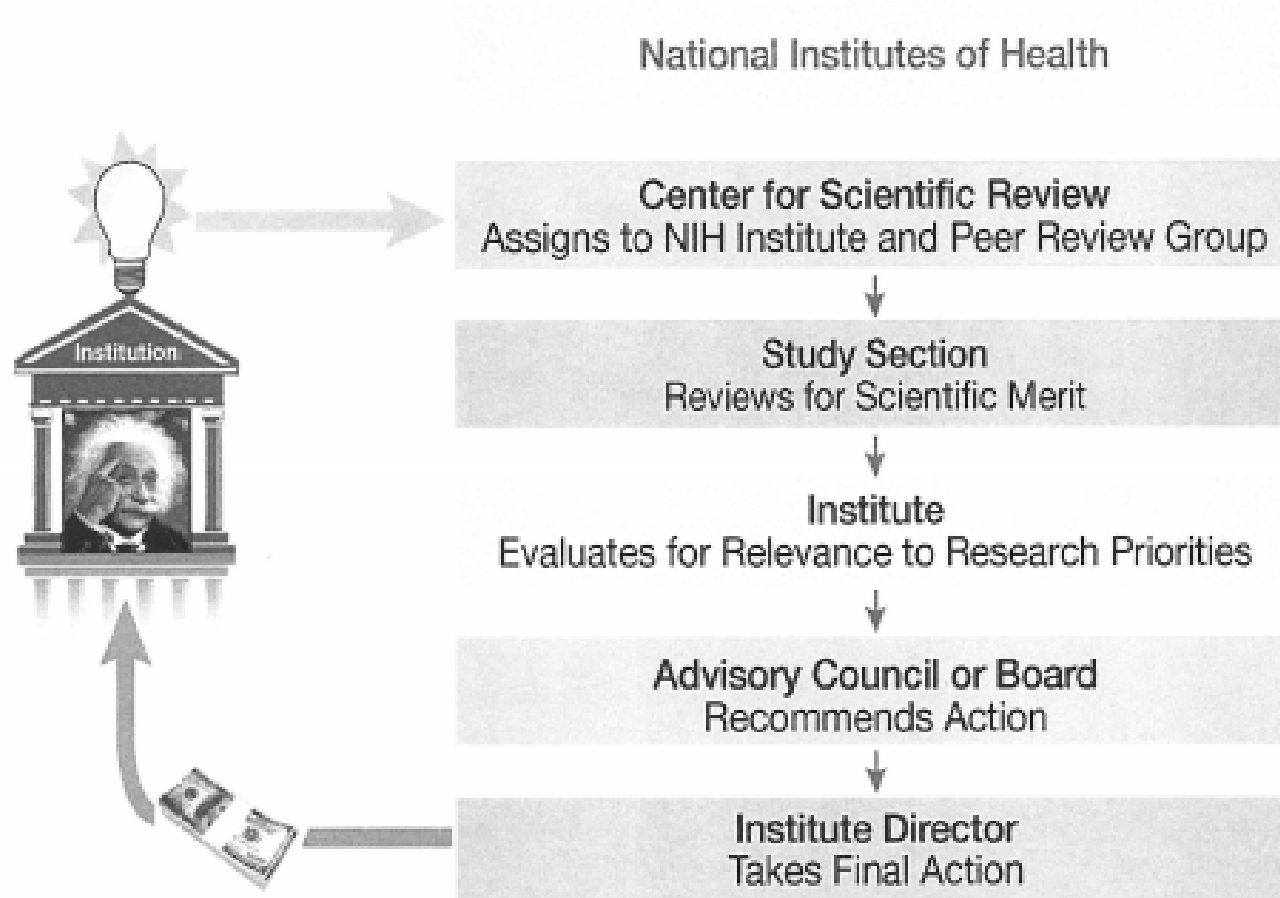 National Institutes of Health
Center for Scientific Review
Assigns to NIH Institute and Peer Review Group
Study Section
Reviews for Scientific Merit
Institution
Institute
Evaluates for Relevance to Research Priorities
Advisory Council or Board
Recommends Action
Institute Director
Takes Final Action